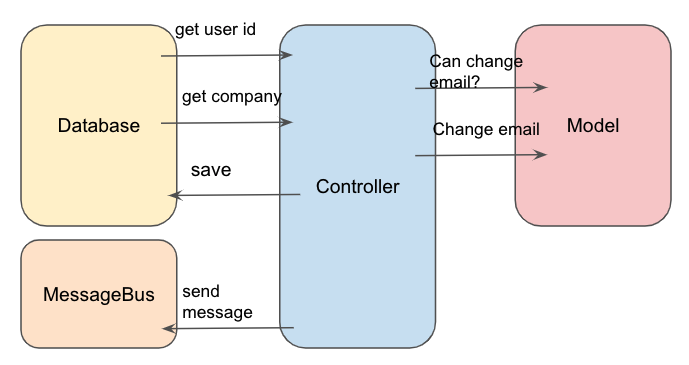 get user id
Can change
email?
get company
Database
Change email
Model
save
Controller
MessageBus
send
message